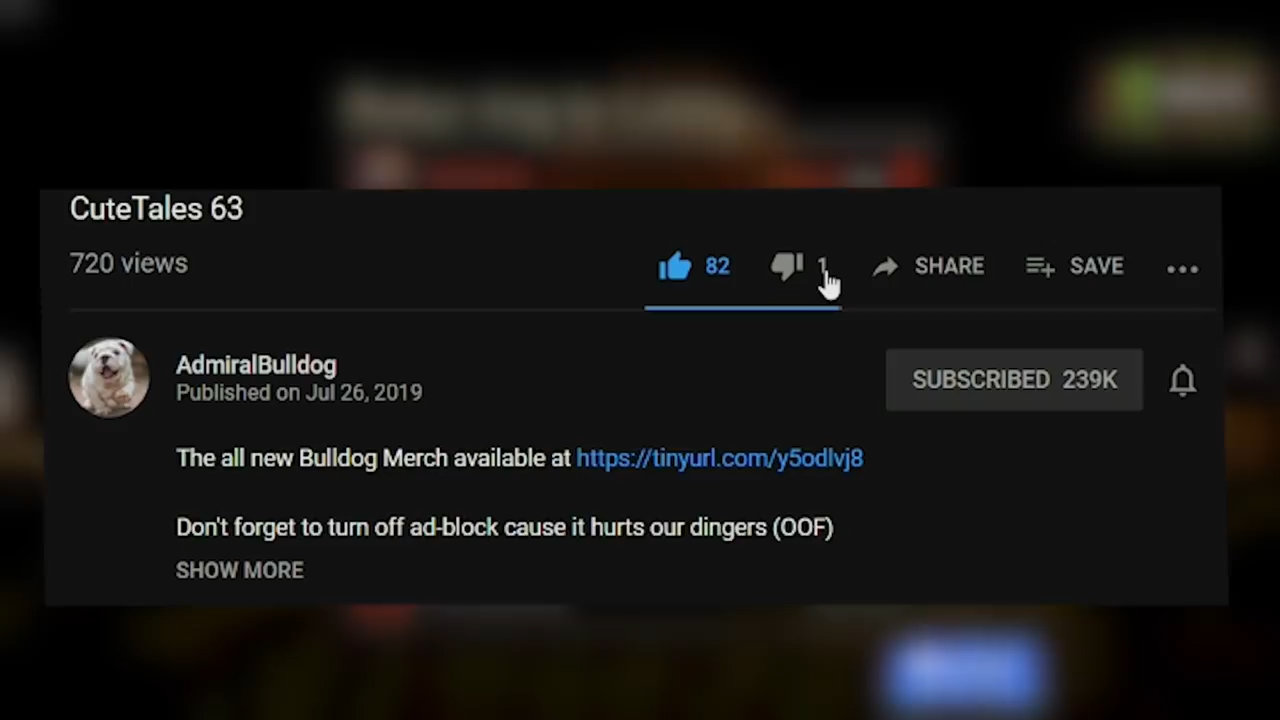 CuteTales 63
720 views
82 1 SHARE SAVE
AdmiralBulldog
Published on Jul 26, 2019
SUBSCRIBED 239K
The all new Bulldog Merch available at https://tinyurl.com/y5odlvj8
Don't forget to turn off ad-block cause it hurts our dingers (OOF)
SHOW MORE